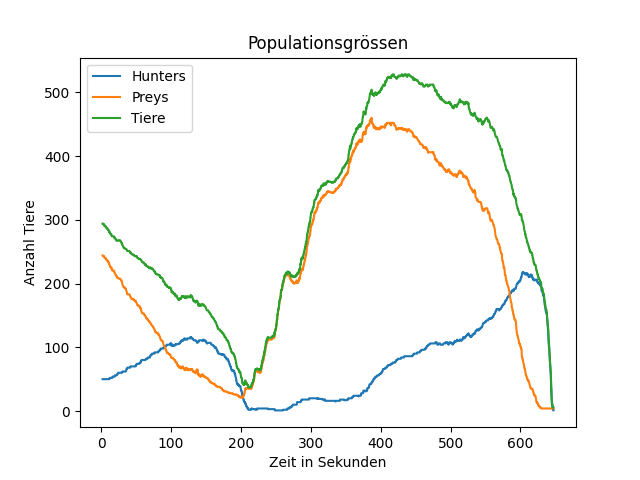 Populationsgrössen
Hunters
Preys
Tiere
Anzahl Tiere
500
400
300
200
100
0
0 100 200 300 400 500 600
Zeit in Sekunden